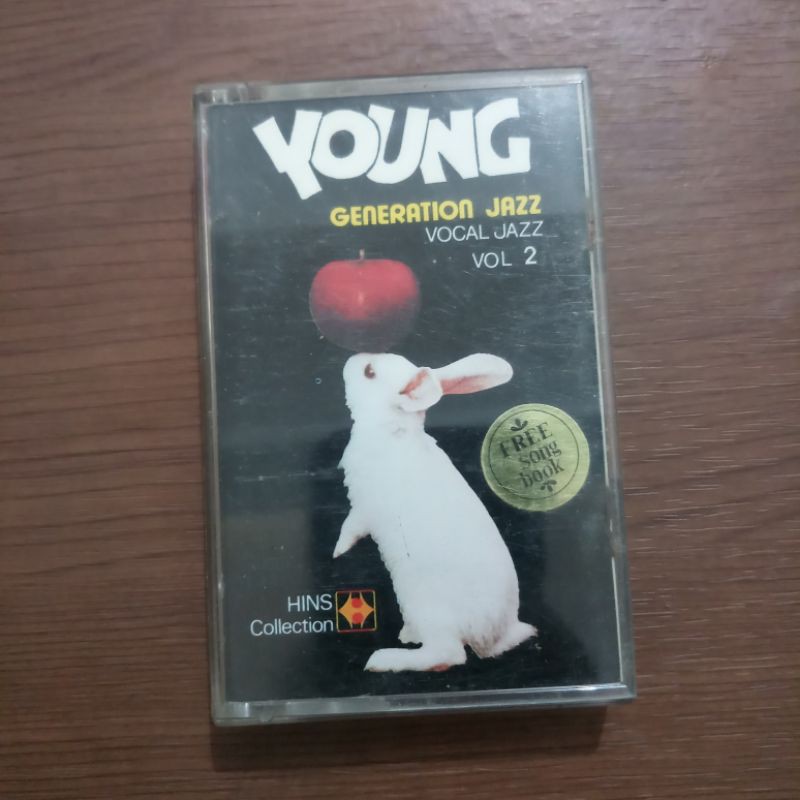 YOUNG
GENERATION JAZZ
VOCAL JAZZ
VOL 2
FREE
song
book
HINS
Collection